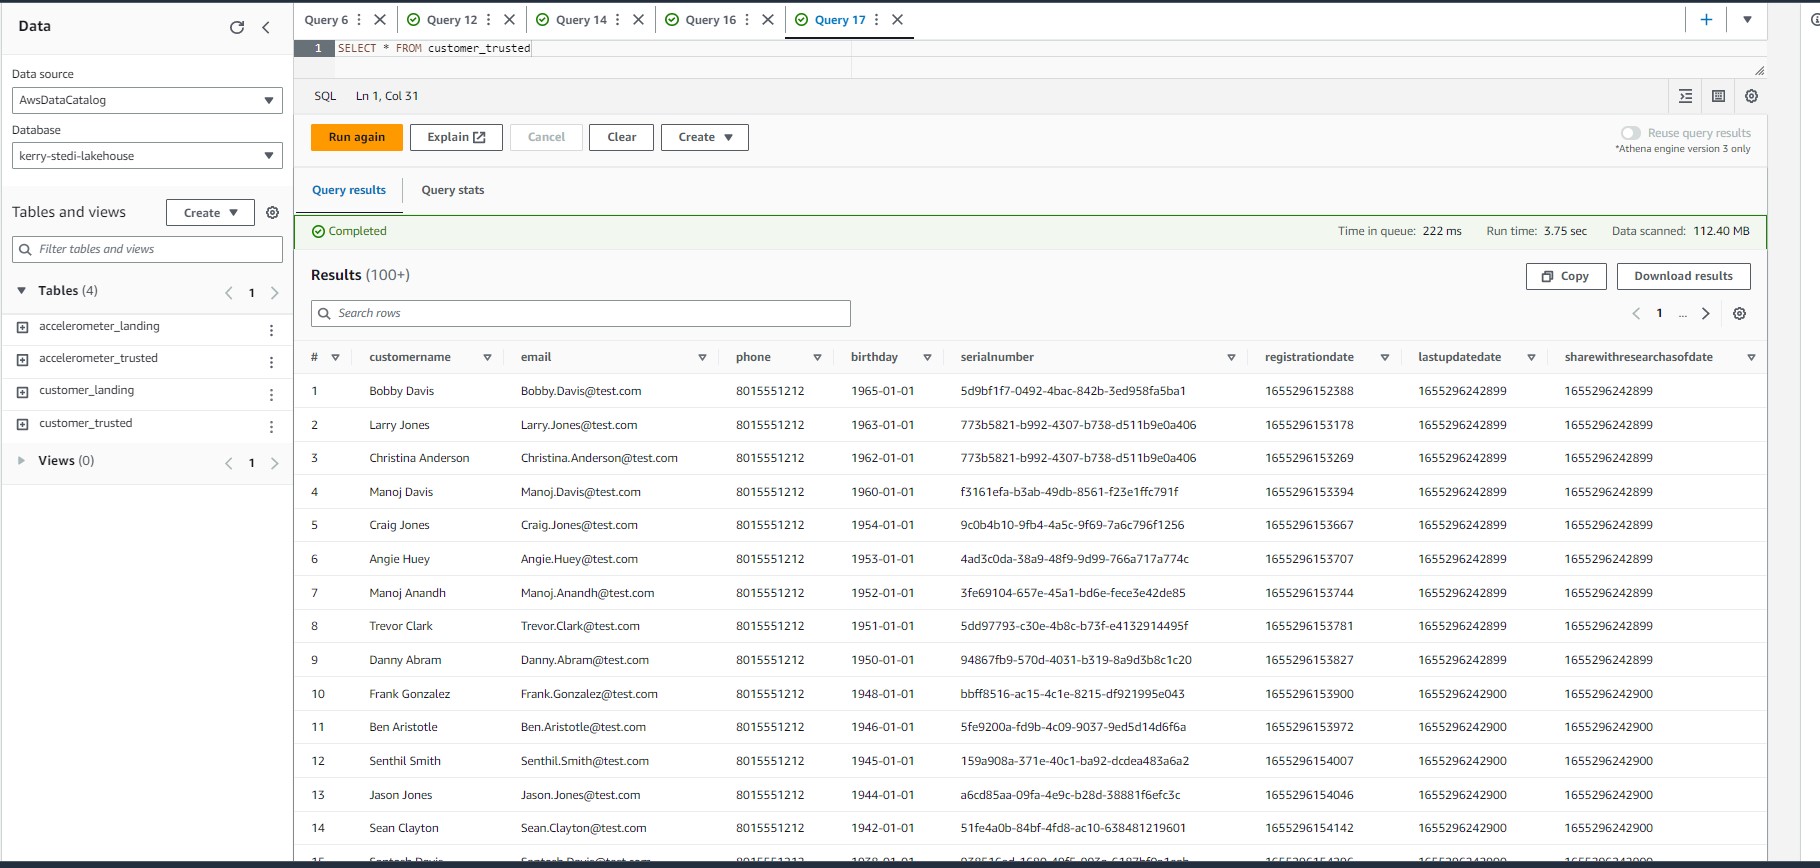 Data
Data source
AwsDataCatalog
Database
kerry-stedi-lakehouse
Tables and views
Create
Filter tables and views
Tables (4)
1
accelerometer_landing
accelerometer_trusted
customer_landing
customer_trusted
Views (0)
1
Query 6
Query 12
Query 14
Query 16
Query 17
1 SELECT * FROM customer_trusted
SQL Ln 1, Col 31
Run again Explain Cancel Clear Create
Reuse query results
*Athena engine version 3 only
Query results Query stats
Completed
Time in queue: 222 ms Run time: 3.75 sec Data scanned: 112.40 MB
Results (100+)
Copy Download results
Search rows
1 ...
# customername email phone birthday serialnumber registrationdate lastupdatedate sharewithresearchasofdate
1 Bobby Davis Bobby.Davis@test.com 8015551212 1965-01-01 5d9bf1f7-0492-4bac-842b-3ed958fa5ba1 1655296152388 1655296242899 1655296242899
2 Larry Jones Larry.Jones@test.com 8015551212 1963-01-01 773b5821-b992-4307-b738-d511b9e0a406 1655296153178 1655296242899 1655296242899
3 Christina Anderson Christina.Anderson@test.com 8015551212 1962-01-01 773b5821-b992-4307-b738-d511b9e0a406 1655296153269 1655296242899 1655296242899
4 Manoj Davis Manoj.Davis@test.com 8015551212 1960-01-01 f3161efa-b3ab-49db-8561-f23e1ffc791f 1655296153394 1655296242899 1655296242899
5 Craig Jones Craig.Jones@test.com 8015551212 1954-01-01 9c0b4b10-9fb4-4a5c-9f69-7a6c796f1256 1655296153667 1655296242899 1655296242899
6 Angie Huey Angie.Huey@test.com 8015551212 1953-01-01 4ad3c0da-38a9-48f9-9d99-766a717a774c 1655296153707 1655296242899 1655296242899
7 Manoj Anandh Manoj.Anandh@test.com 8015551212 1952-01-01 3fe69104-657e-45a1-bd6e-fece3e42de85 1655296153744 1655296242899 1655296242899
8 Trevor Clark Trevor.Clark@test.com 8015551212 1951-01-01 5dd97793-c30e-4b8c-b73f-e4132914495f 1655296153781 1655296242899 1655296242899
9 Danny Abram Danny.Abram@test.com 8015551212 1950-01-01 94867fb9-570d-4031-b319-8a9d3b8c1c20 1655296153827 1655296242899 1655296242899
10 Frank Gonzalez Frank.Gonzalez@test.com 8015551212 1948-01-01 bbff8516-ac15-4c1e-8215-df921995e043 1655296153900 1655296242900 1655296242900
11 Ben Aristotle Ben.Aristotle@test.com 8015551212 1946-01-01 5fe9200a-fd9b-4c09-9037-9ed5d14d6f6a 1655296153972 1655296242900 1655296242900
12 Senthil Smith Senthil.Smith@test.com 8015551212 1945-01-01 159a908a-371e-40c1-ba92-dcdea483a6a2 1655296154007 1655296242900 1655296242900
13 Jason Jones Jason.Jones@test.com 8015551212 1944-01-01 a6cd85aa-09fa-4e9c-b28d-38881f6efc3c 1655296154046 1655296242900 1655296242900
14 Sean Clayton Sean.Clayton@test.com 8015551212 1942-01-01 51fe4a0b-84bf-4fd8-ac10-638481219601 1655296154142 1655296242900 1655296242900